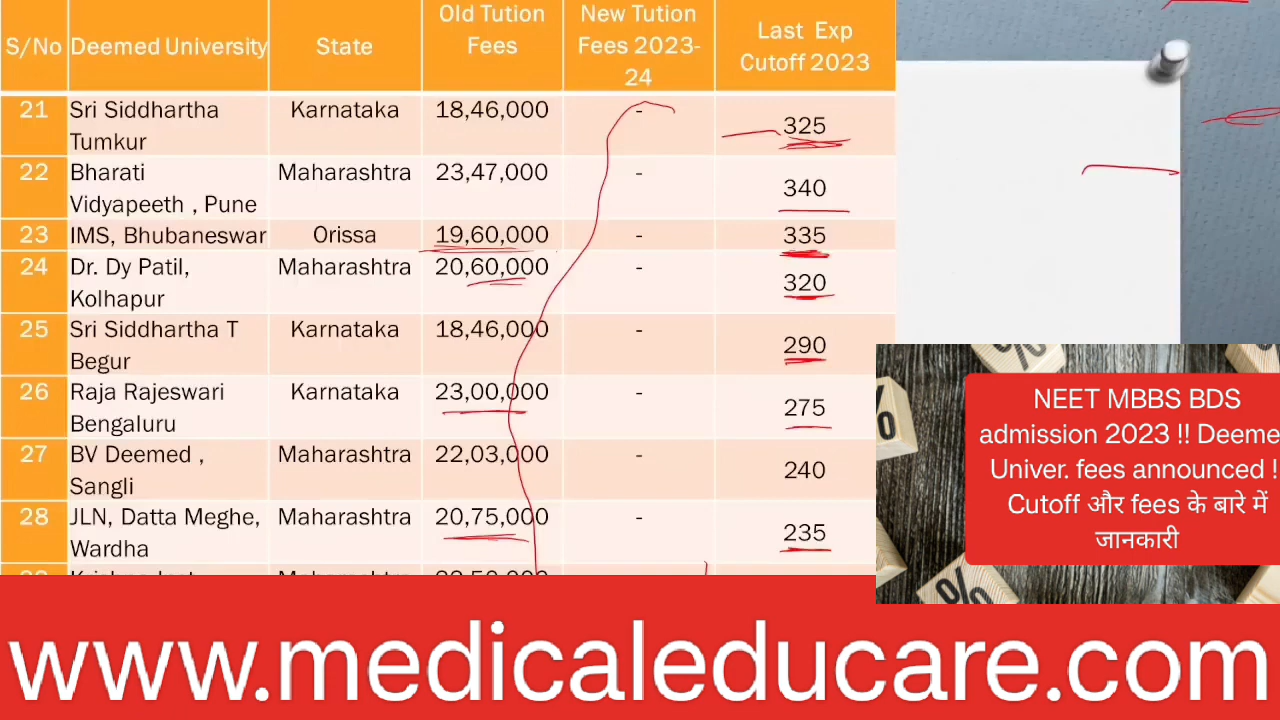 S/No Deemed University State Old Tution Fees New Tution Fees 2023-24 Last Exp Cutoff 2023
21 Sri Siddhartha Tumkur Karnataka 18,46,000 - 325
22 Bharati Vidyapeeth , Pune Maharashtra 23,47,000 - 340
23 IMS, Bhubaneswar Orissa 19,60,000 - 335
24 Dr. Dy Patil, Kolhapur Maharashtra 20,60,000 - 320
25 Sri Siddhartha T Begur Karnataka 18,46,000 - 290
26 Raja Rajeswari Bengaluru Karnataka 23,00,000 - 275
27 BV Deemed , Sangli Maharashtra 22,03,000 - 240
28 JLN, Datta Meghe, Wardha Maharashtra 20,75,000 - 235
NEET MBBS BDS
admission 2023 !! Deeme
Univer. fees announced !
Cutoff और fees के बारे में
जानकारी
www.medicaleducare.com